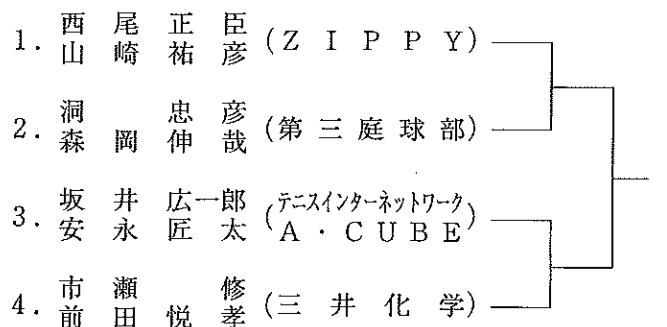 1. 西尾正臣 (ZIPPY)
山崎祐彦
2. 洞忠彦 (第三庭球部)
森岡伸哉
3. 坂井広一郎 (テニスインターネットワーク
安永匠太 A・CUBE)
4. 市瀬修 (三井化学)
前田悦孝